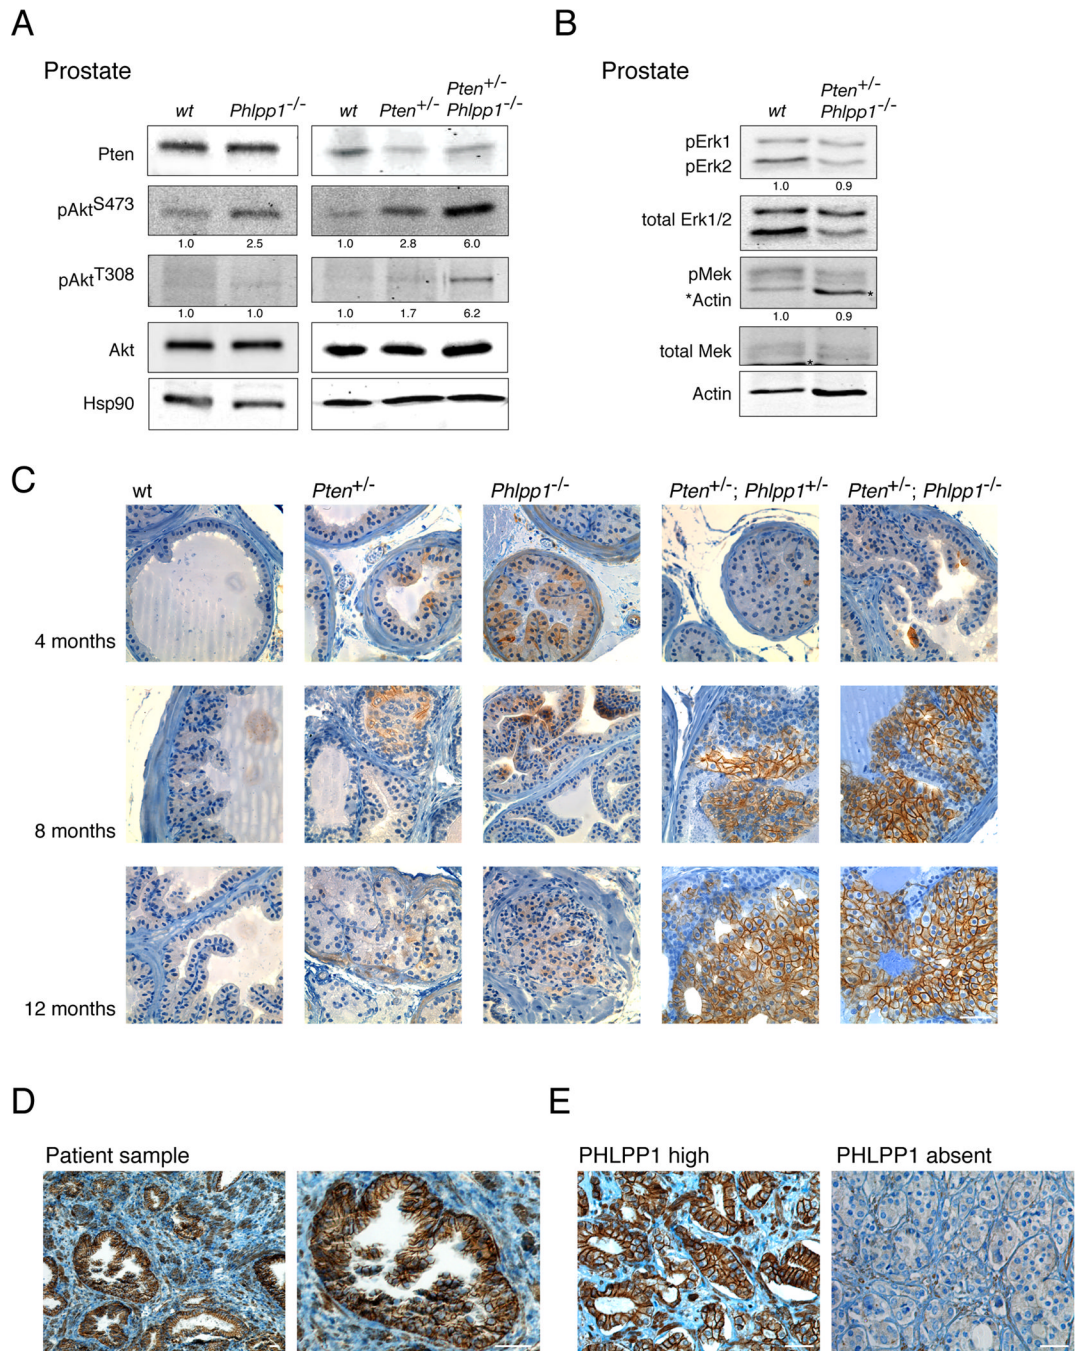 A
Prostate
wt Phlpp1-/- wt Pten+/- Pten+/- Phlpp1-/-
Pten
pAktS473
1.0 2.5 1.0 2.8 6.0
pAktT308
1.0 1.0 1.0 1.7 6.2
Akt
Hsp90
B
Prostate
wt Pten+/- Phlpp1-/-
pErk1
pErk2
1.0 0.9
total Erk1/2
pMek
*Actin *
1.0 0.9
total Mek
*
Actin
C
wt Pten+/- Phlpp1-/- Pten+/-; Phlpp1+/- Pten+/-; Phlpp1-/-
4 months
8 months
12 months
D
Patient sample
E
PHLPP1 high PHLPP1 absent